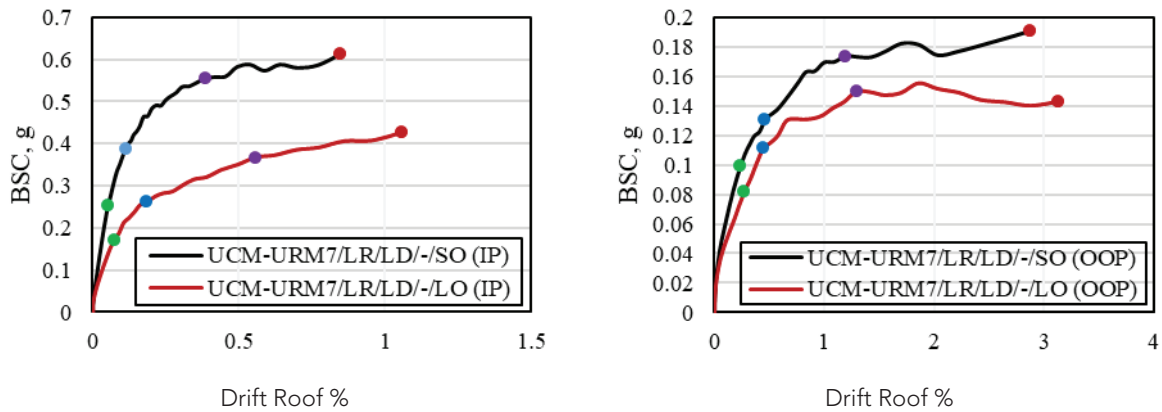 0.7
0.6
0.5
0.4
0.3
0.2
0.1
0
BSC, g
UCM-URM7/LR/LD/-/SO (IP)
UCM-URM7/LR/LD/-/LO (IP)
0 0.5 1 1.5
Drift Roof %
0.2
0.18
0.16
0.14
0.12
0.1
0.08
0.06
0.04
0.02
0
BSC, g
UCM-URM7/LR/LD/-/SO (OOP)
UCM-URM7/LR/LD/-/LO (OOP)
0 1 2 3 4
Drift Roof %